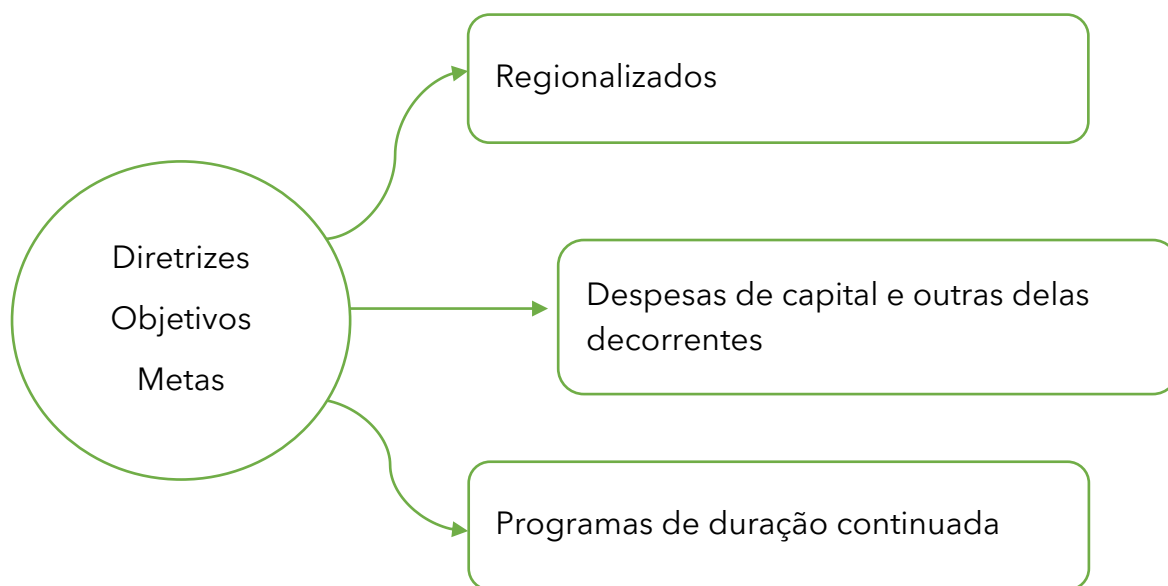 Regionalizados
Diretrizes
Objetivos
Metas
Despesas de capital e outras delas
decorrentes
Programas de duração continuada